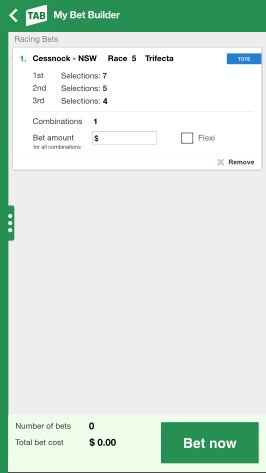 TAB My Bet Builder
Racing Bets
1. Cessnock - NSW Race 5 Trifecta TOTE
1st Selections: 7
2nd Selections: 5
3rd Selections: 4
Combinations 1
Bet amount $ Flexi
for all combinations
Remove
Number of bets 0
Total bet cost $ 0.00
Bet now